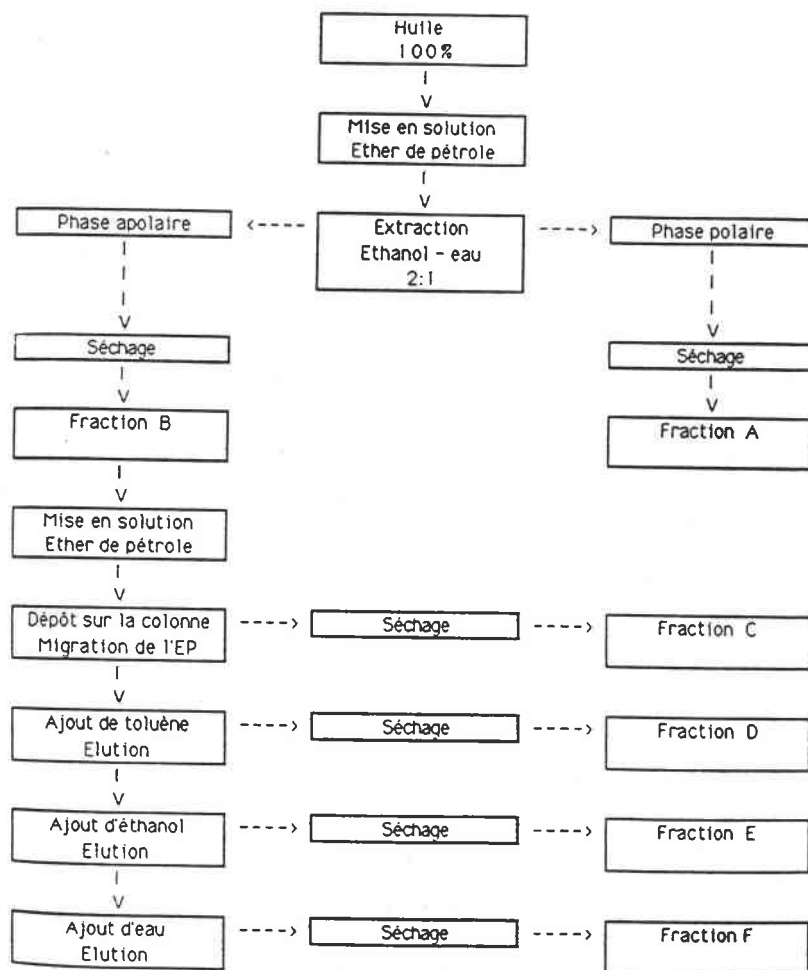 Huile
100%
Mise en solution
Ether de pétrole
Phase apolaire
Extraction
Ethanol - eau
2:1
Phase polaire
Séchage
Séchage
Fraction B
Fraction A
Mise en solution
Ether de pétrole
Dépôt sur la colonne
Migration de l'EP
Séchage
Fraction C
Ajout de toluène
Elution
Séchage
Fraction D
Ajout d'éthanol
Elution
Séchage
Fraction E
Ajout d'eau
Elution
Séchage
Fraction F